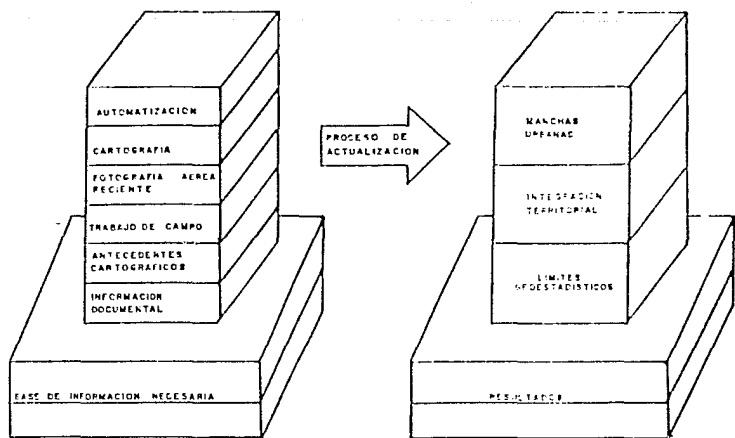 AUTOMATIZACION
CARTOGRAFIA
FOTOGRAFIA AEREA
RECIENTE
TRABAJO DE CAMPO
ANTECEDENTES
CARTOGRAFICOS
INFORMACION
DOCUMENTAL
BASE DE INFORMACION NECESARIA
PROCESO DE
ACTUALIZACION
MANCHAS
URBANAS
INTEGRACION
TERRITORIAL
LIMITES
GEOESTADISTICOS
RESULTADOS